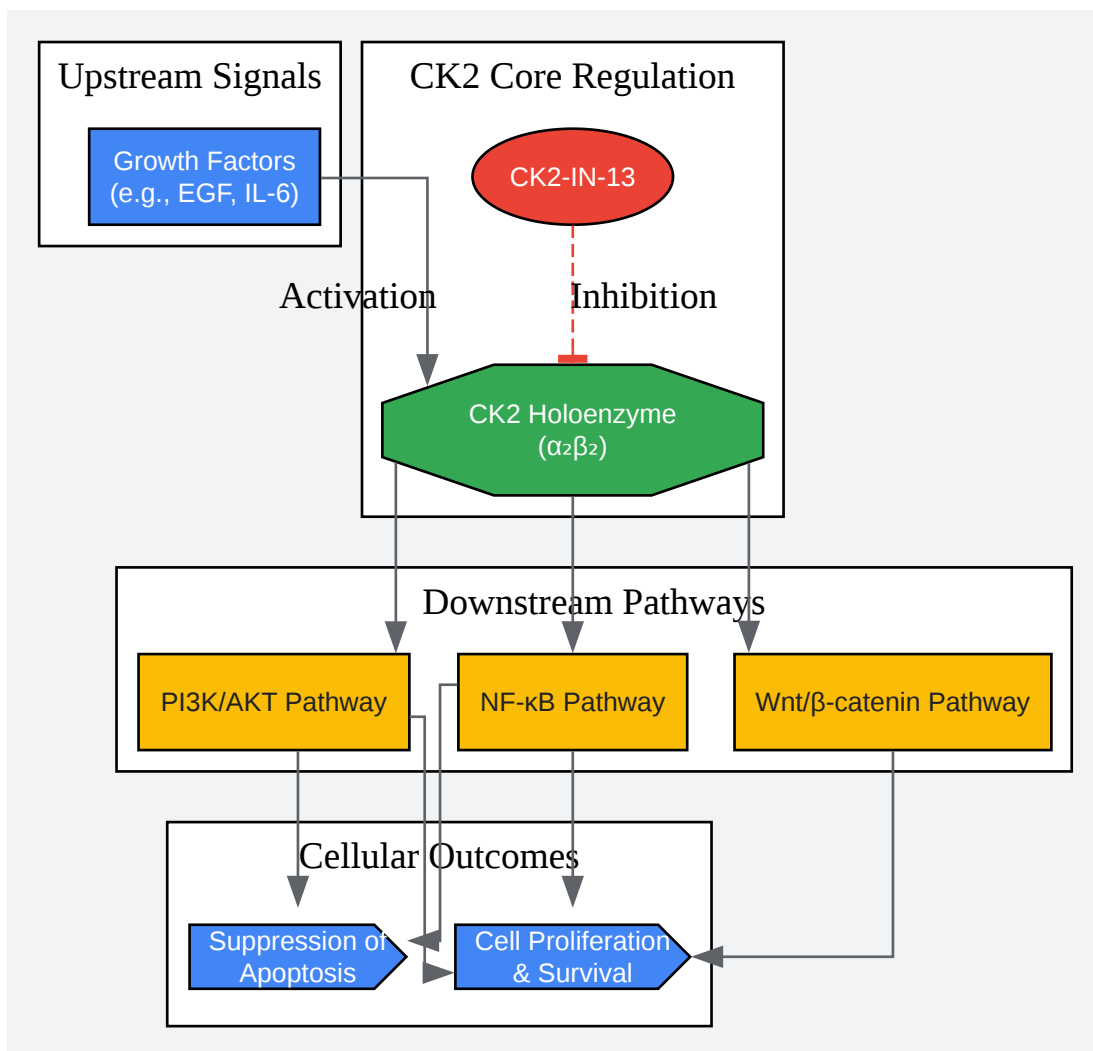 Upstream Signals
CK2 Core Regulation
Growth Factors
(e.g., EGF, IL-6)
CK2-IN-13
Activation
Inhibition
CK2 Holoenzyme
(α₂β₂)
Downstream Pathways
PI3K/AKT Pathway
NF-κB Pathway
Wnt/β-catenin Pathway
Cellular Outcomes
Suppression of
Apoptosis
Cell Proliferation
& Survival